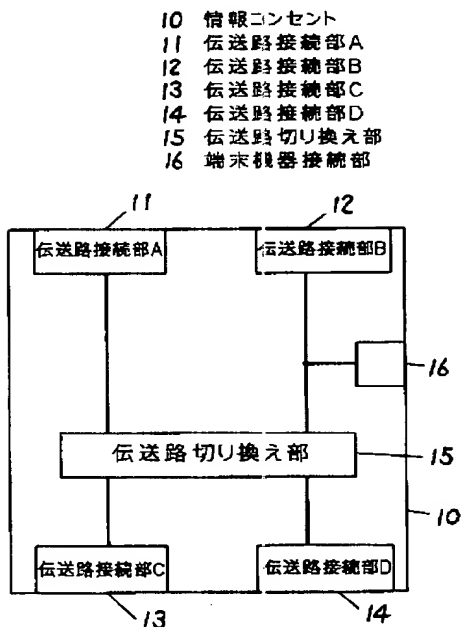 10 情報コンセント
11 伝送路接続部A
12 伝送路接続部B
13 伝送路接続部C
14 伝送路接続部D
15 伝送路切り換え部
16 端末機器接続部
11
12
伝送路接続部A
伝送路接続部B
16
伝送路切り換え部
15
10
伝送路接続部C
伝送路接続部D
13
14